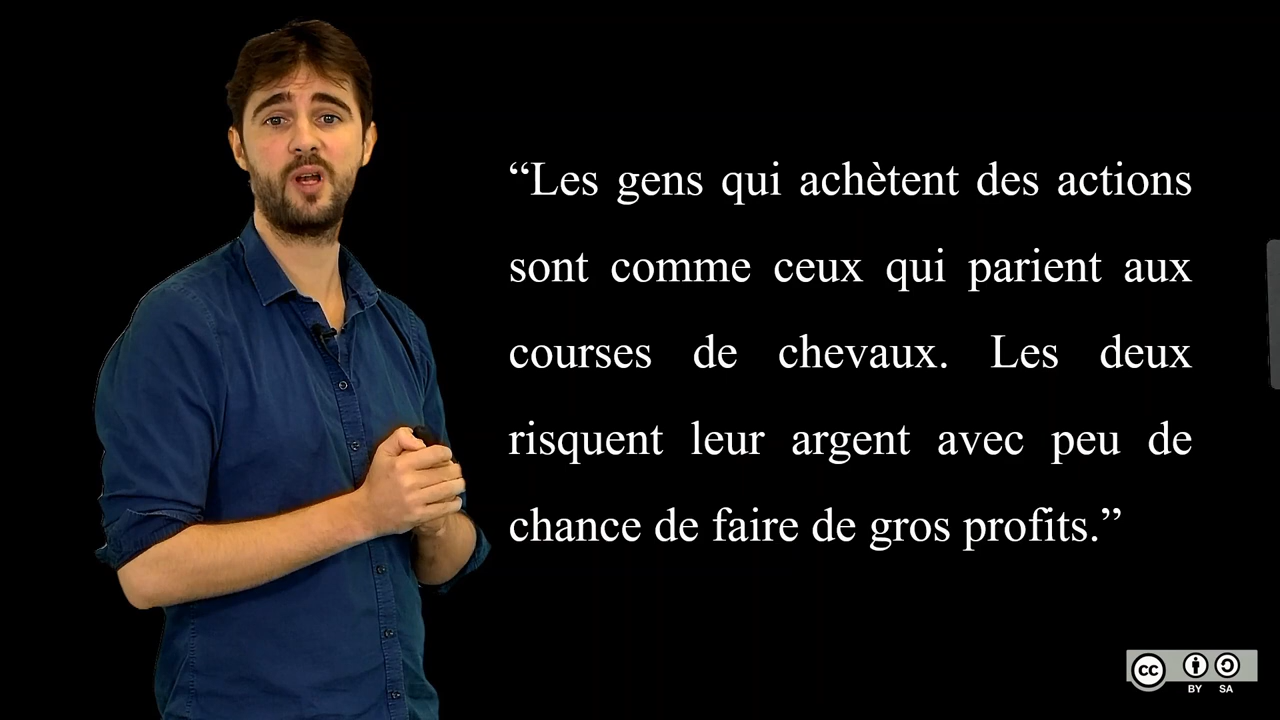 “Les gens qui achètent des actions
sont comme ceux qui parient aux
courses de chevaux. Les deux
risquent leur argent avec peu de
chance de faire de gros profits.”
cc
BY SA